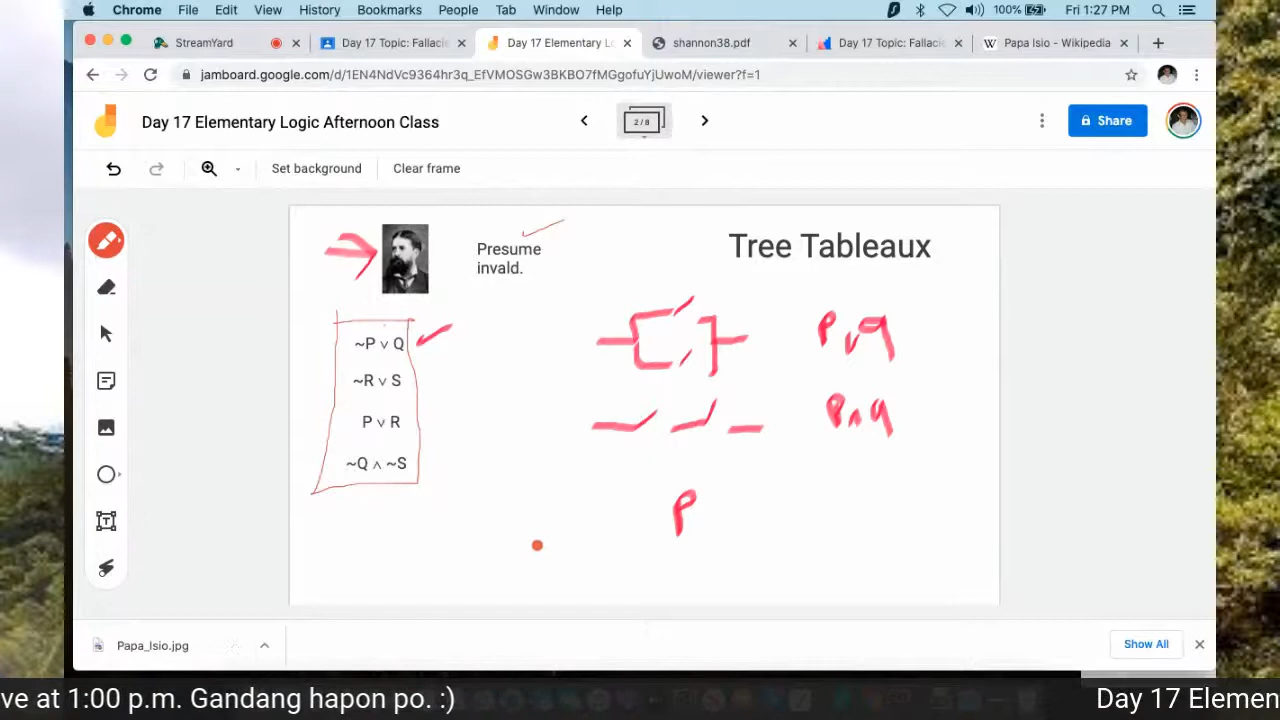 Chrome File Edit View History Bookmarks People Tab Window Help 100% Fri 1:27 PM
StreamYard
Day 17 Topic: Fallacie
Day 17 Elementary Lo
shannon38.pdf
Day 17 Topic: Fallacie
Papa Isio - Wikipedia
jamboard.google.com/d/1EN4NdVc9364hr3q_EfVMOSGw3BKBO7fMGgofuYjUwoM/viewer?f=1
Day 17 Elementary Logic Afternoon Class
2 / 8
Share
Set background
Clear frame
Presume
invald.
Tree Tableaux
~P ∨ Q
~R ∨ S
P ∨ R
~Q ∧ ~S
P∨q
P∧q
P
Papa_Isio.jpg
Show All
ve at 1:00 p.m. Gandang hapon po. :)
Day 17 Elemen